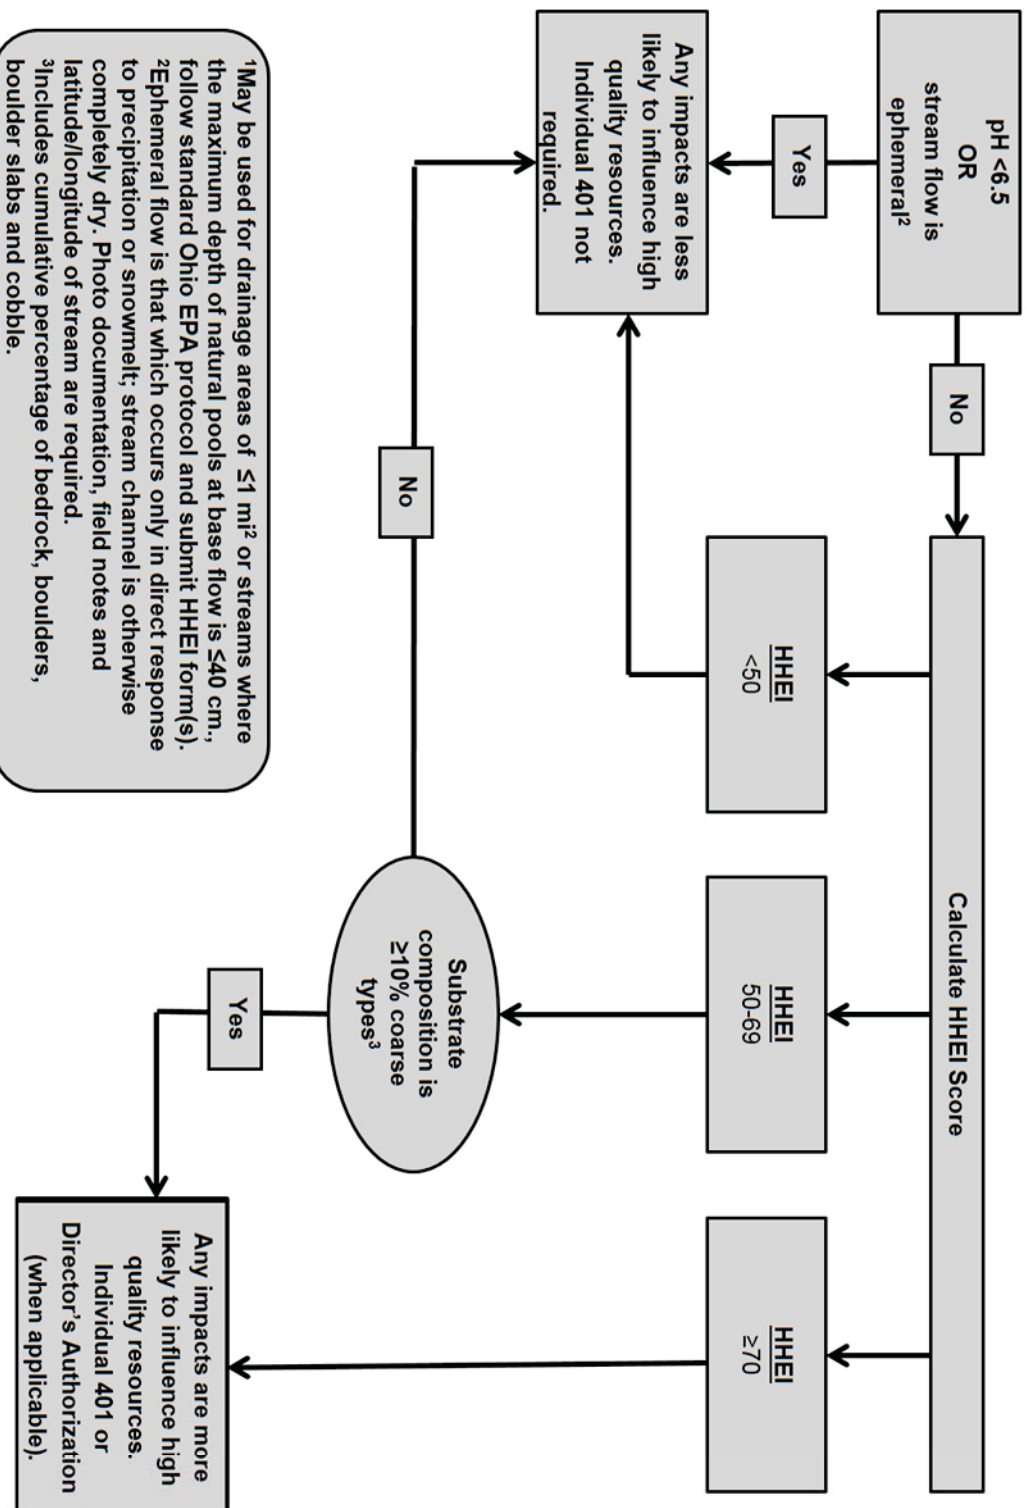 pH <6.5
OR
stream flow is
ephemeral²
No
Calculate HHEI Score
Yes
HHEI
<50
HHEI
50-69
HHEI
≥70
Any impacts are less
likely to influence high
quality resources.
Individual 401 not
required.
No
Substrate
composition is
≥10% coarse
types³
Yes
Any impacts are more
likely to influence high
quality resources.
Individual 401 or
Director's Authorization
(when applicable).
¹May be used for drainage areas of ≤1 mi² or streams where
the maximum depth of natural pools at base flow is ≤40 cm.,
follow standard Ohio EPA protocol and submit HHEI form(s).
²Ephemeral flow is that which occurs only in direct response
to precipitation or snowmelt; stream channel is otherwise
completely dry. Photo documentation, field notes and
latitude/longitude of stream are required.
³Includes cumulative percentage of bedrock, boulders,
boulder slabs and cobble.